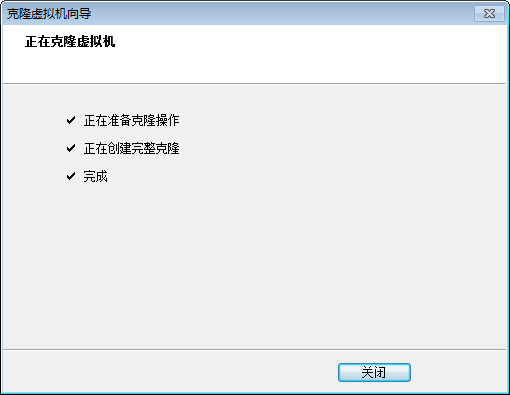 克隆虚拟机向导
正在克隆虚拟机
正在准备克隆操作
正在创建完整克隆
完成
关闭